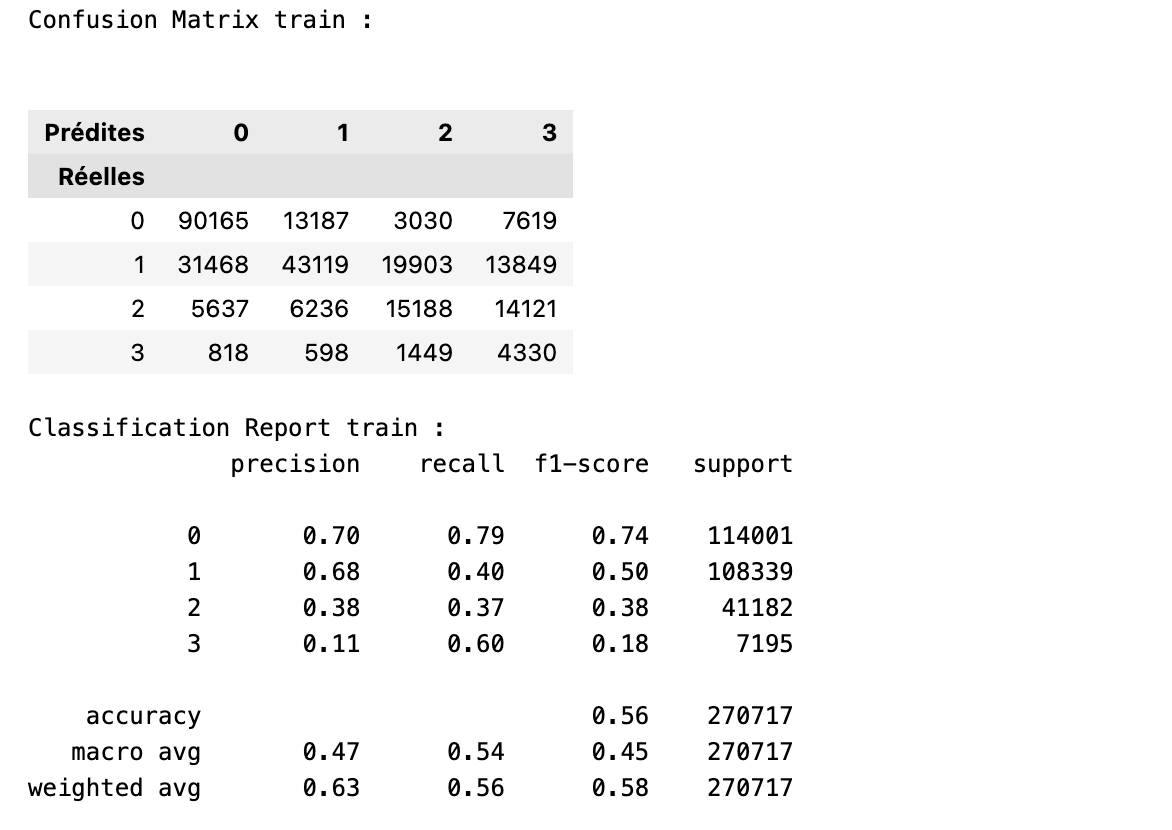 Confusion Matrix train :
Prédites 0 1 2 3
Réelles
0 90165 13187 3030 7619
1 31468 43119 19903 13849
2 5637 6236 15188 14121
3 818 598 1449 4330
Classification Report train :
precision recall f1-score support
0 0.70 0.79 0.74 114001
1 0.68 0.40 0.50 108339
2 0.38 0.37 0.38 41182
3 0.11 0.60 0.18 7195
accuracy 0.56 270717
macro avg 0.47 0.54 0.45 270717
weighted avg 0.63 0.56 0.58 270717